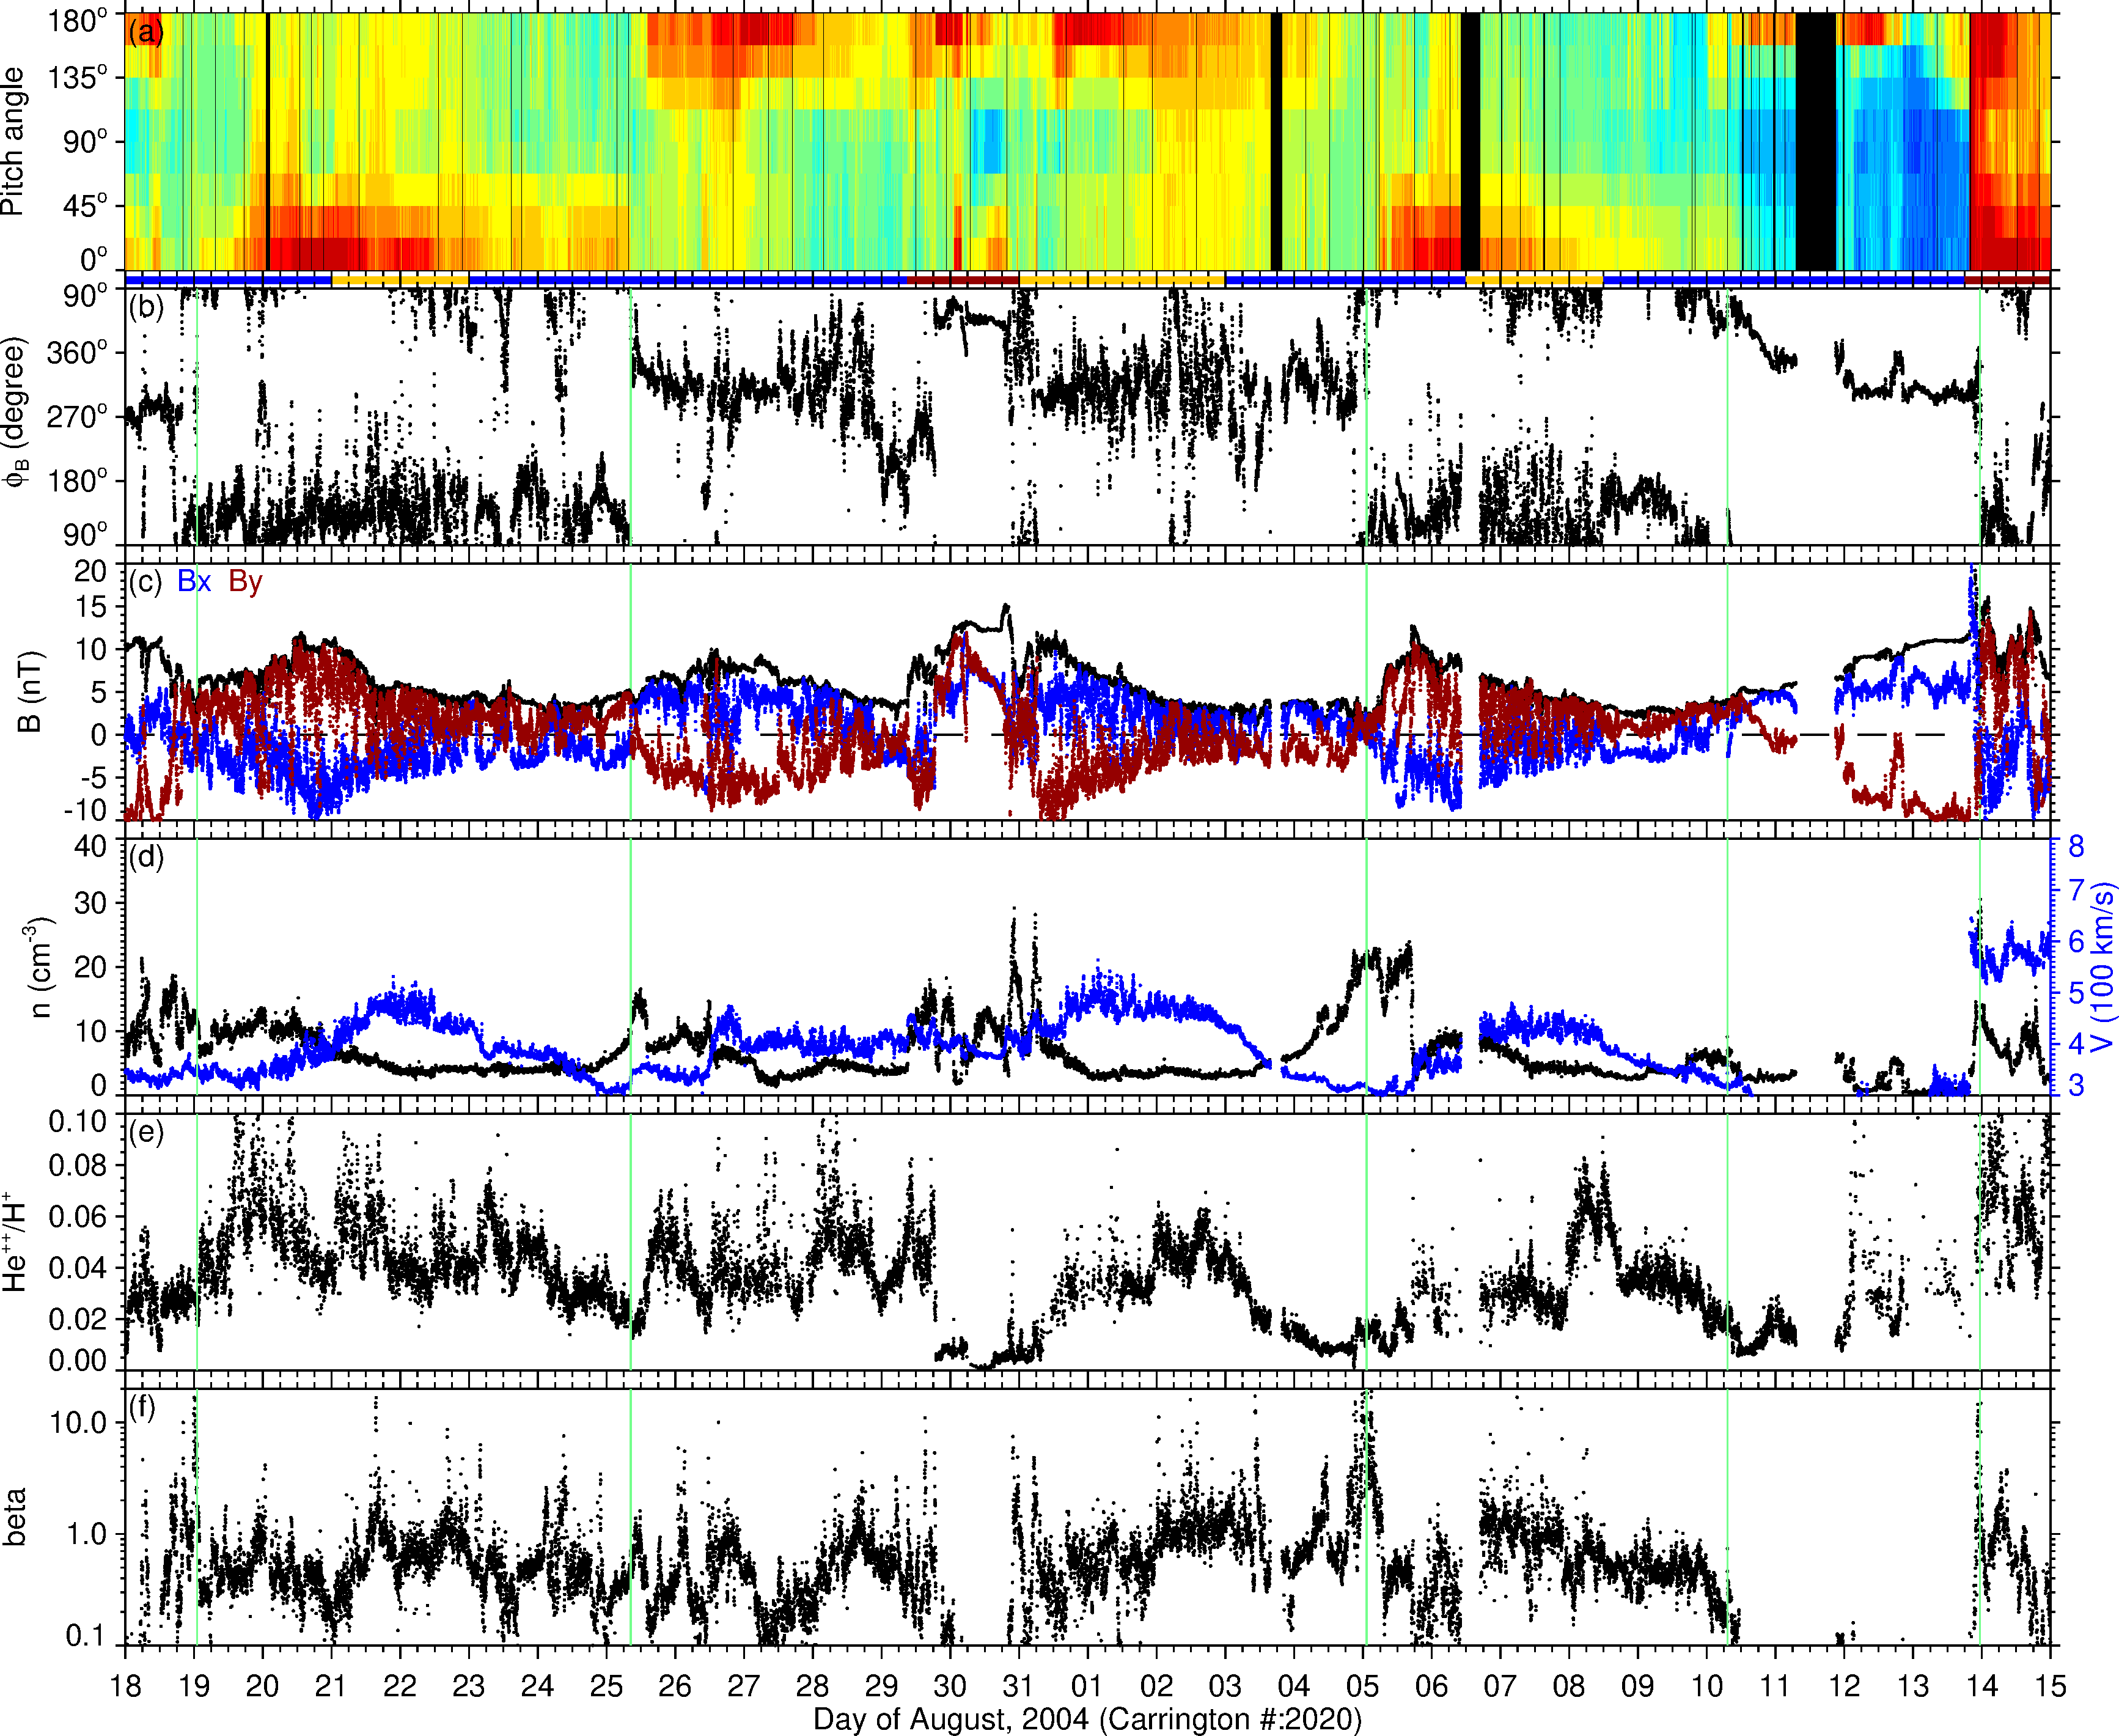 (a)
Pitch angle
180°
135°
90°
45°
0°
(b)
ϕB (degree)
90°
360°
270°
180°
90°
(c) Bx By
B (nT)
20
15
10
5
0
-5
-10
(d)
n (cm-3)
40
30
20
10
0
V (100 km/s)
8
7
6
5
4
3
(e)
He++/H+
0.10
0.08
0.06
0.04
0.02
0.00
(f)
beta
10.0
1.0
0.1
18 19 20 21 22 23 24 25 26 27 28 29 30 31 01 02 03 04 05 06 07 08 09 10 11 12 13 14 15
Day of August, 2004 (Carrington #:2020)